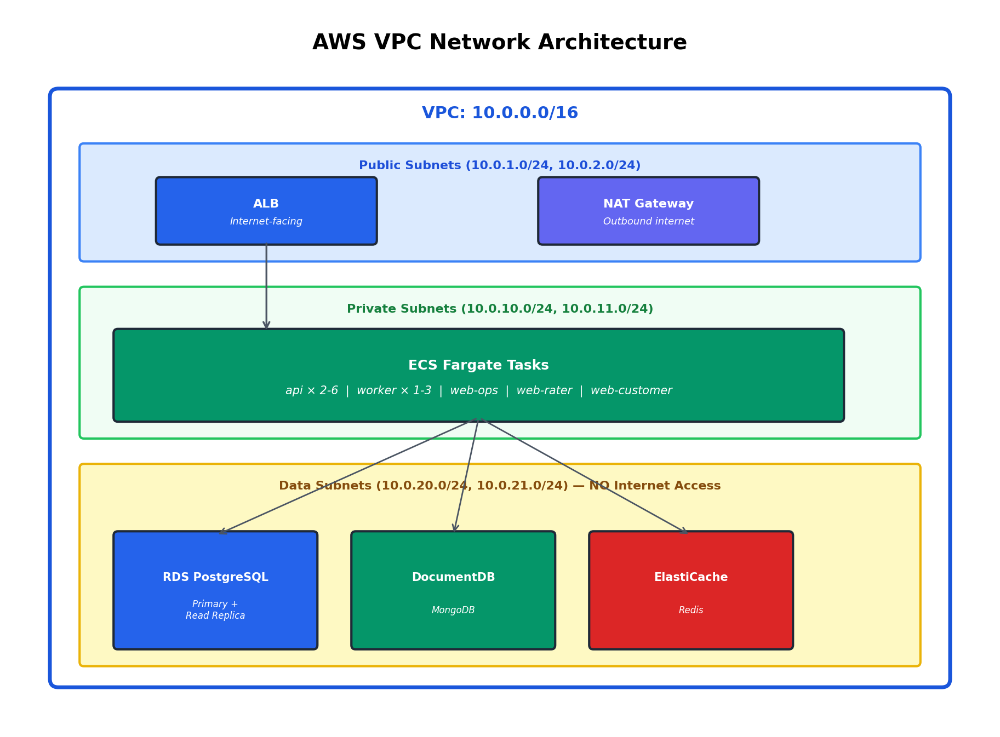 AWS VPC Network Architecture
VPC: 10.0.0.0/16
Public Subnets (10.0.1.0/24, 10.0.2.0/24)
ALB
Internet-facing
NAT Gateway
Outbound internet
Private Subnets (10.0.10.0/24, 10.0.11.0/24)
ECS Fargate Tasks
api × 2-6 | worker × 1-3 | web-ops | web-rater | web-customer
Data Subnets (10.0.20.0/24, 10.0.21.0/24) — NO Internet Access
RDS PostgreSQL
Primary +
Read Replica
DocumentDB
MongoDB
ElastiCache
Redis